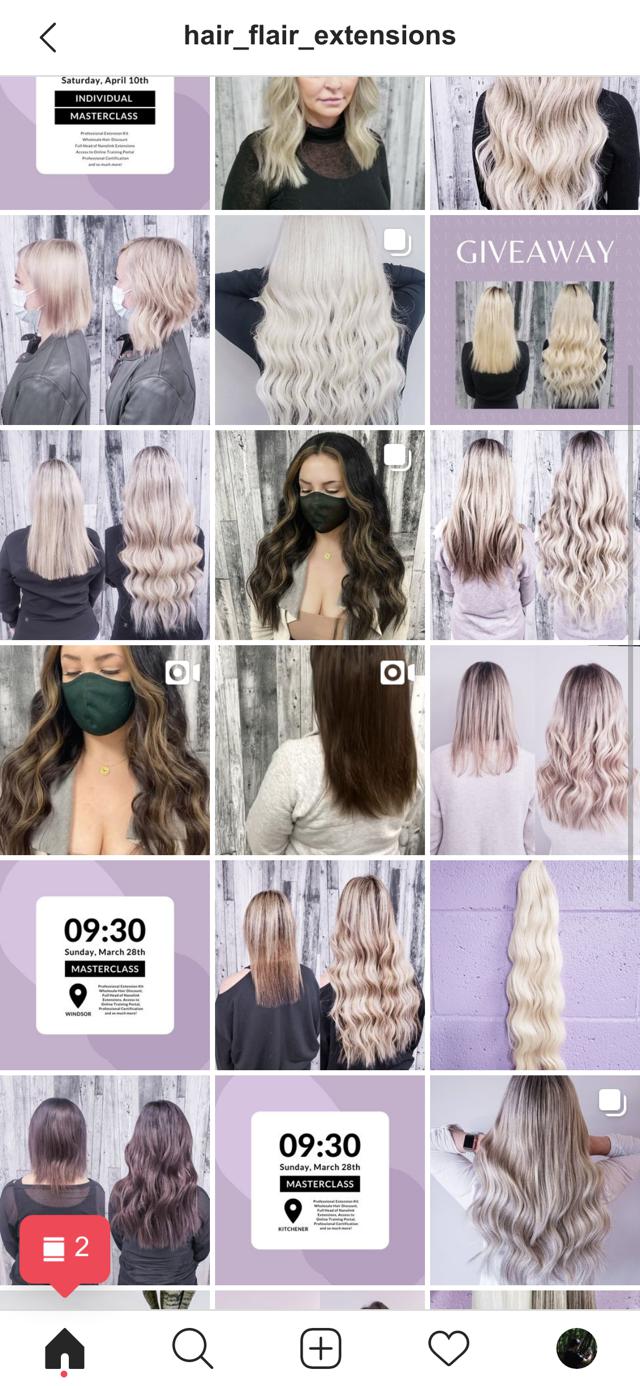 hair_flair_extensions
Saturday, April 10th
INDIVIDUAL
MASTERCLASS
Professional Extension Kit
Wholesale Hair Discount
Full Head of Nanolink Extensions
Access to Online Training Portal
Professional Certification
and so much more!
GIVEAWAY
09:30
Sunday, March 28th
MASTERCLASS
Professional Extension Kit
Wholesale Hair Discount,
Full Head of Nanolink
Extensions, Access to
Online Training Portal,
Professional Certification
and so much more!
WINDSOR
09:30
Sunday, March 28th
MASTERCLASS
Professional Extension Kit
Wholesale Hair Discount,
Full Head of Nanolink
Extensions, Access to
Online Training Portal,
Professional Certification
and so much more!
KITCHENER
2